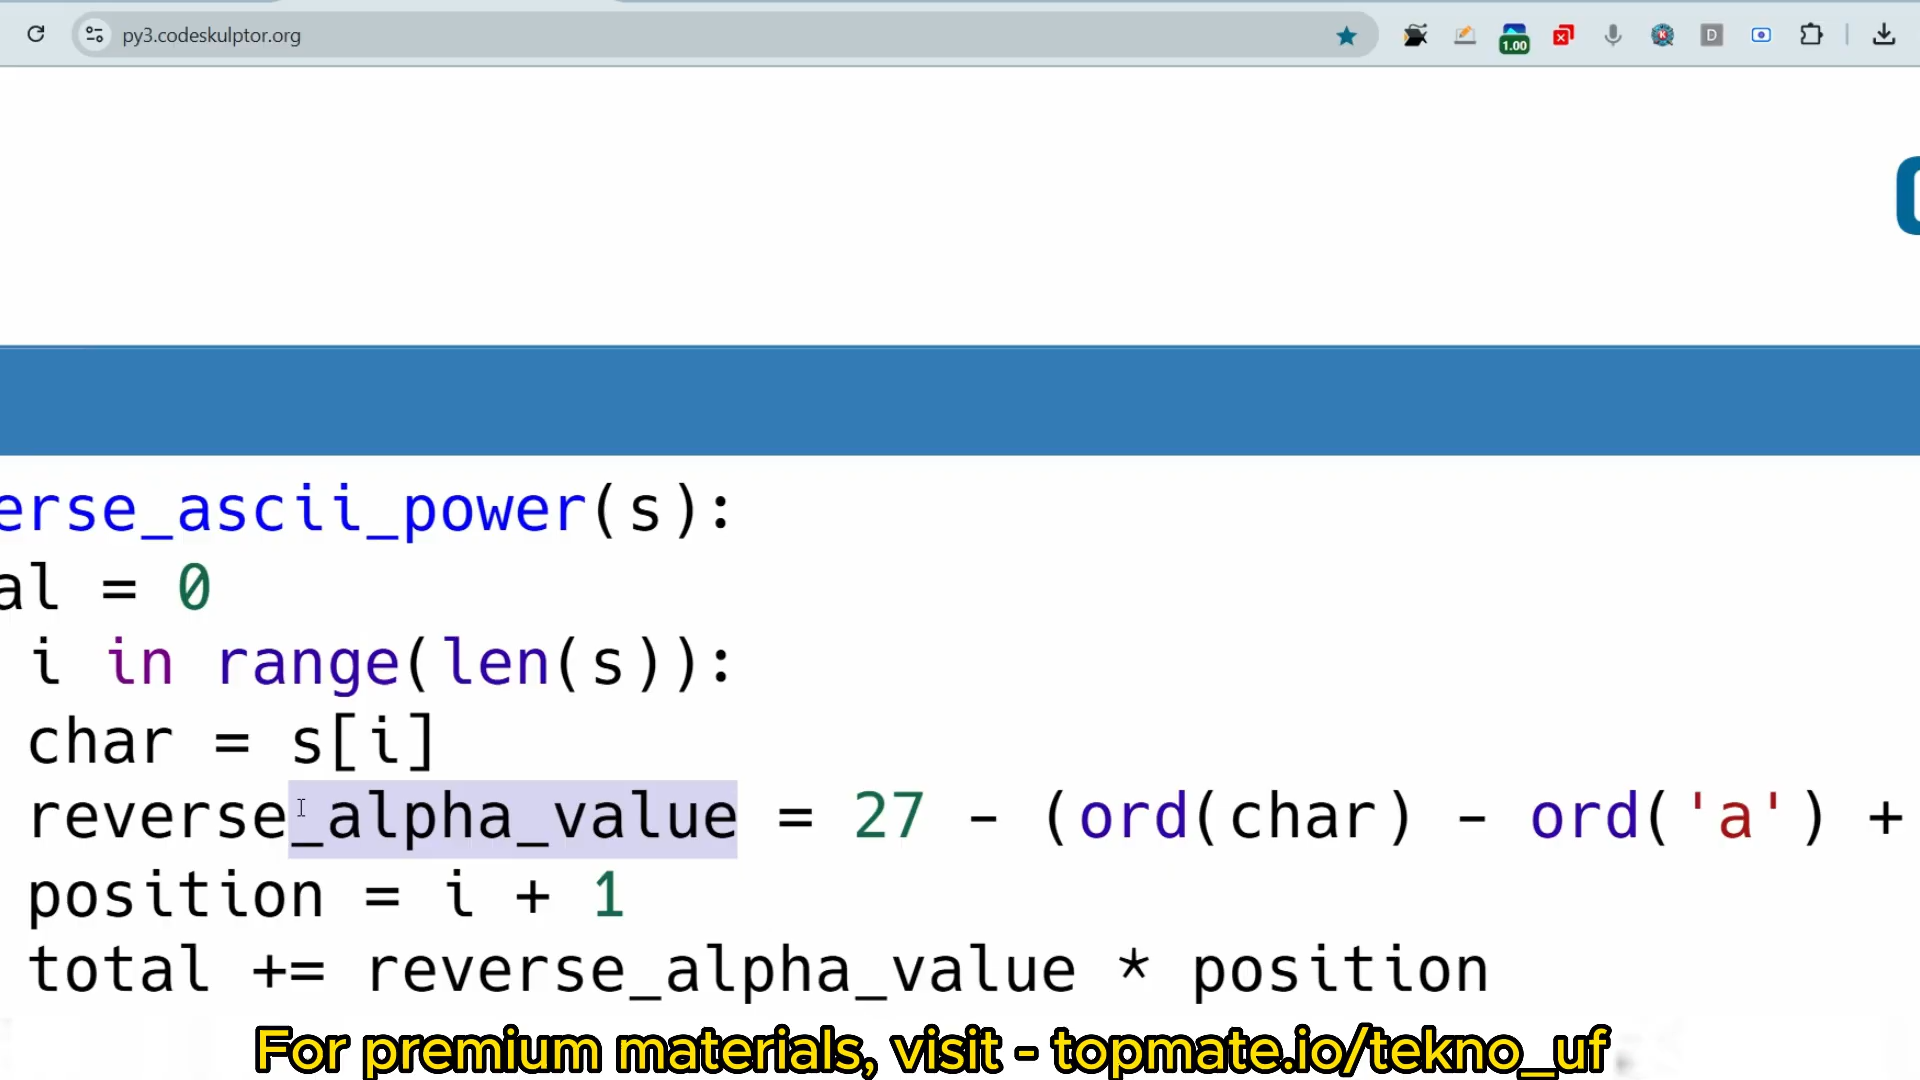 py3.codeskulptor.org
1.00
D
erse_ascii_power(s):
al = 0
i in range(len(s)):
char = s[i]
reverse_alpha_value = 27 - (ord(char) - ord('a') +
position = i + 1
total += reverse_alpha_value * position
For premium materials, visit - topmate.io/tekno_uf